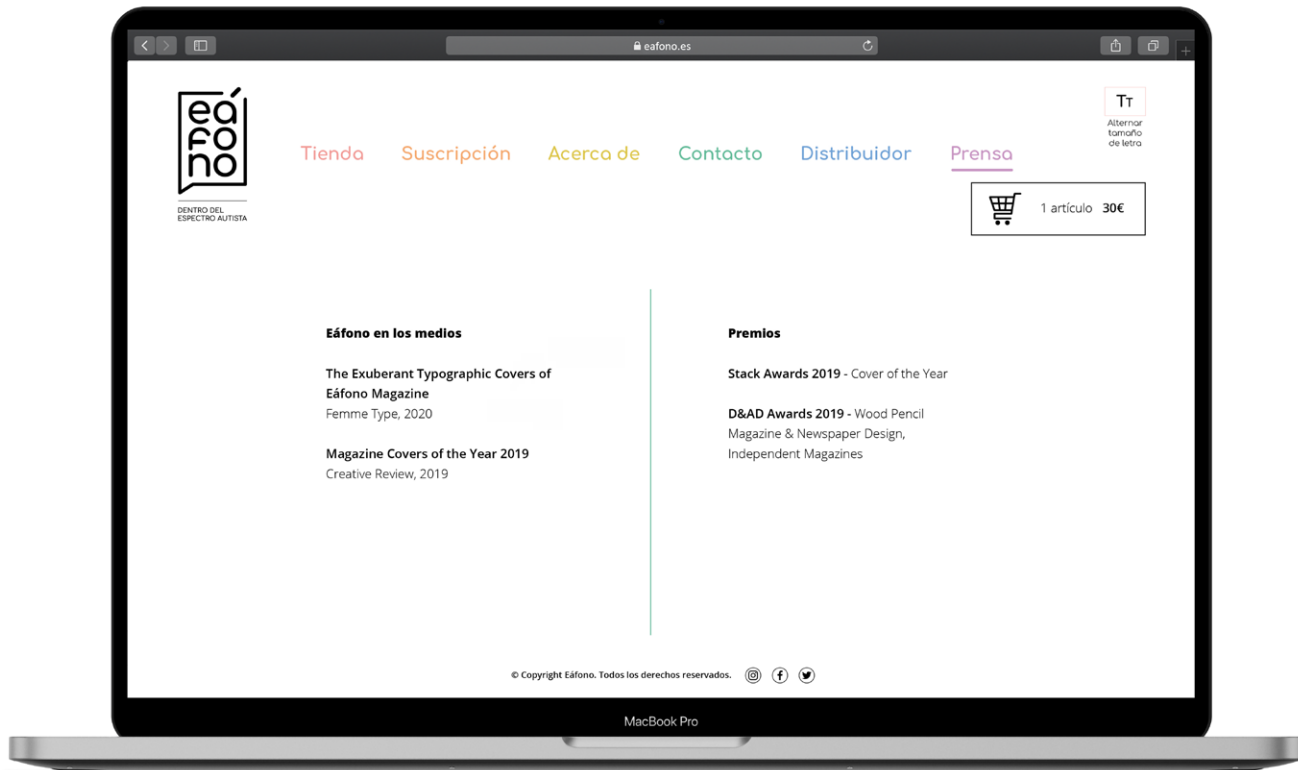 eafono.es
eá
fo
no
DENTRO DEL
ESPECTRO AUTISTA
Tienda Suscripción Acerca de Contacto Distribuidor Prensa
TT
Alternar
tamaño
de letra
1 artículo 30€
Eáfono en los medios
The Exuberant Typographic Covers of
Eáfono Magazine
Femme Type, 2020
Magazine Covers of the Year 2019
Creative Review, 2019
Premios
Stack Awards 2019 - Cover of the Year
D&AD Awards 2019 - Wood Pencil
Magazine & Newspaper Design,
Independent Magazines
© Copyright Eáfono. Todos los derechos reservados.
MacBook Pro